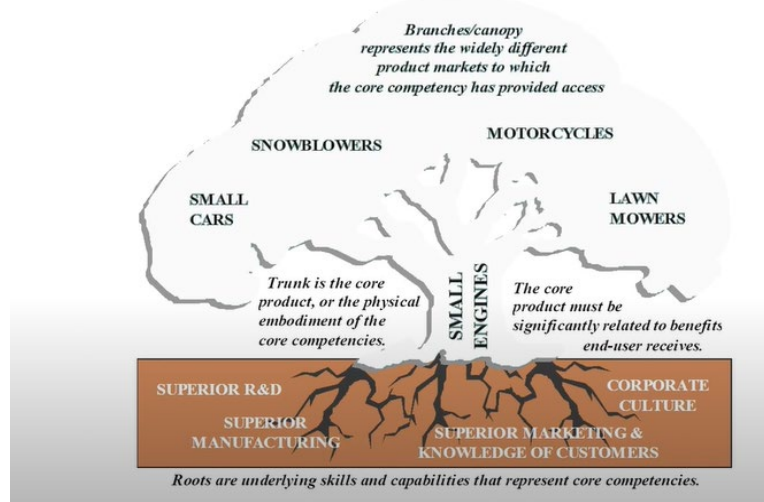 Branches/canopy
represents the widely different
product markets to which
the core competency has provided access
SNOWBLOWERS
MOTORCYCLES
SMALL
CARS
LAWN
MOWERS
Trunk is the core
product, or the physical
embodiment of the
core competencies.
SMALL
ENGINES
The core
product must be
significantly related to benefits
end-user receives.
SUPERIOR R&D
CORPORATE
CULTURE
SUPERIOR
MANUFACTURING
SUPERIOR MARKETING &
KNOWLEDGE OF CUSTOMERS
Roots are underlying skills and capabilities that represent core competencies.